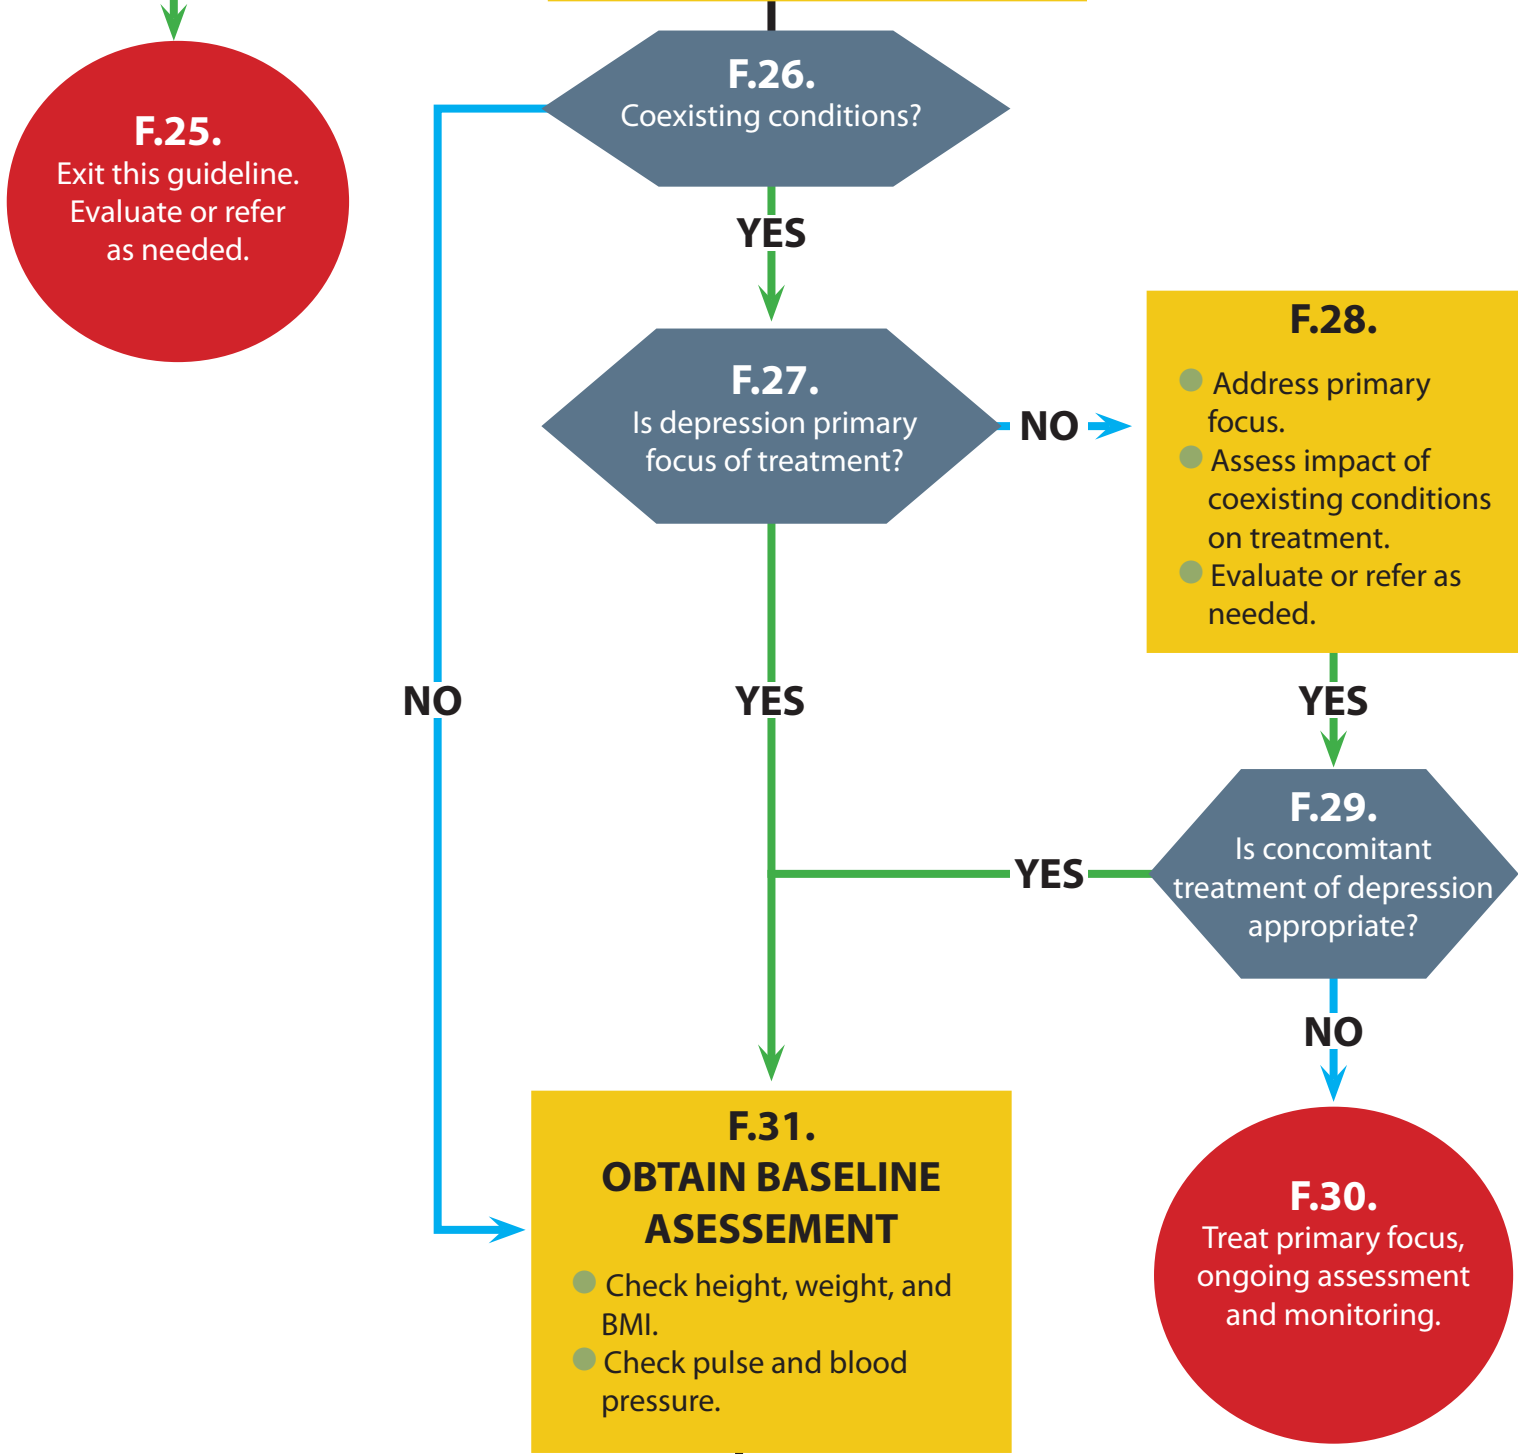 F.25.
Exit this guideline.
Evaluate or refer
as needed.
F.26.
Coexisting conditions?
YES
F.27.
Is depression primary
focus of treatment?
NO
F.28.
Address primary
focus.
Assess impact of
coexisting conditions
on treatment.
Evaluate or refer as
needed.
NO
YES
YES
F.29.
Is concomitant
treatment of depression
appropriate?
YES
NO
F.31.
OBTAIN BASELINE
ASESSEMENT
Check height, weight, and
BMI.
Check pulse and blood
pressure.
F.30.
Treat primary focus,
ongoing assessment
and monitoring.